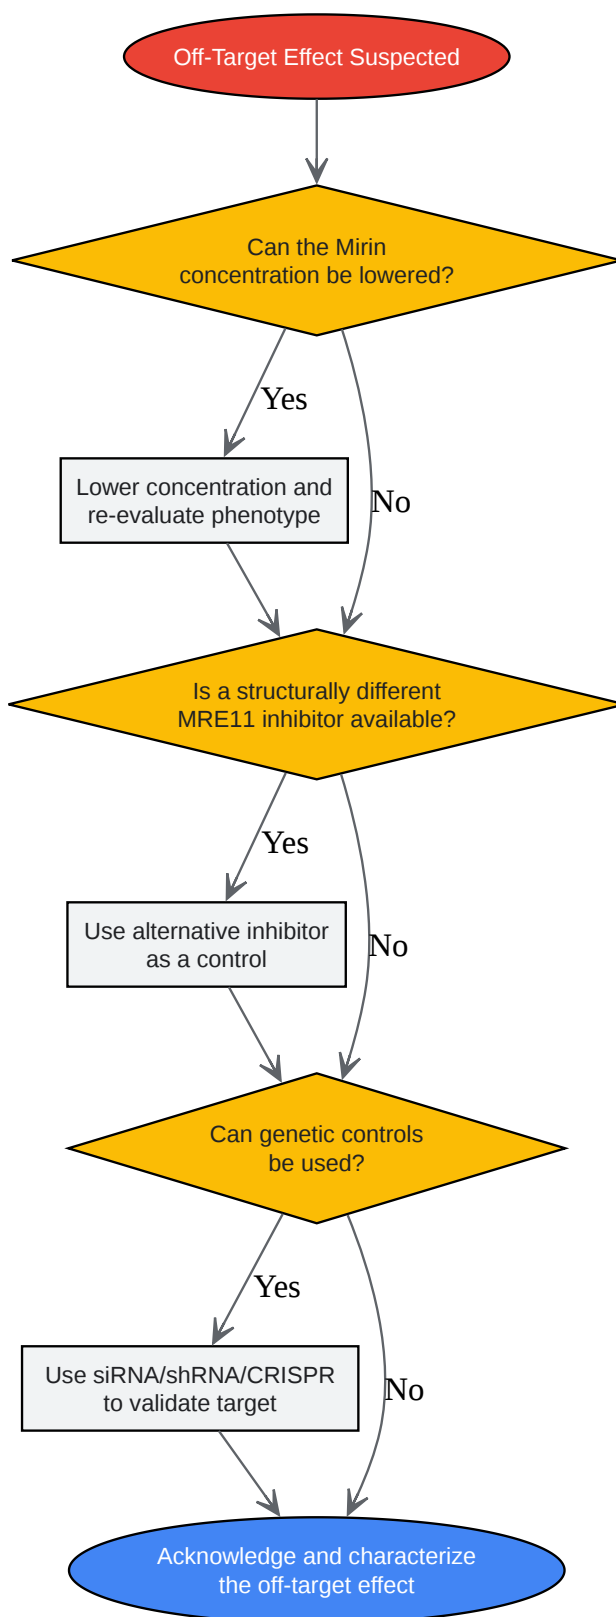 Off-Target Effect Suspected
Can the Mirin
concentration be lowered?
Yes
Lower concentration and
re-evaluate phenotype
No
Is a structurally different
MRE11 inhibitor available?
Yes
Use alternative inhibitor
as a control
No
Can genetic controls
be used?
Yes
Use siRNA/shRNA/CRISPR
to validate target
No
Acknowledge and characterize
the off-target effect